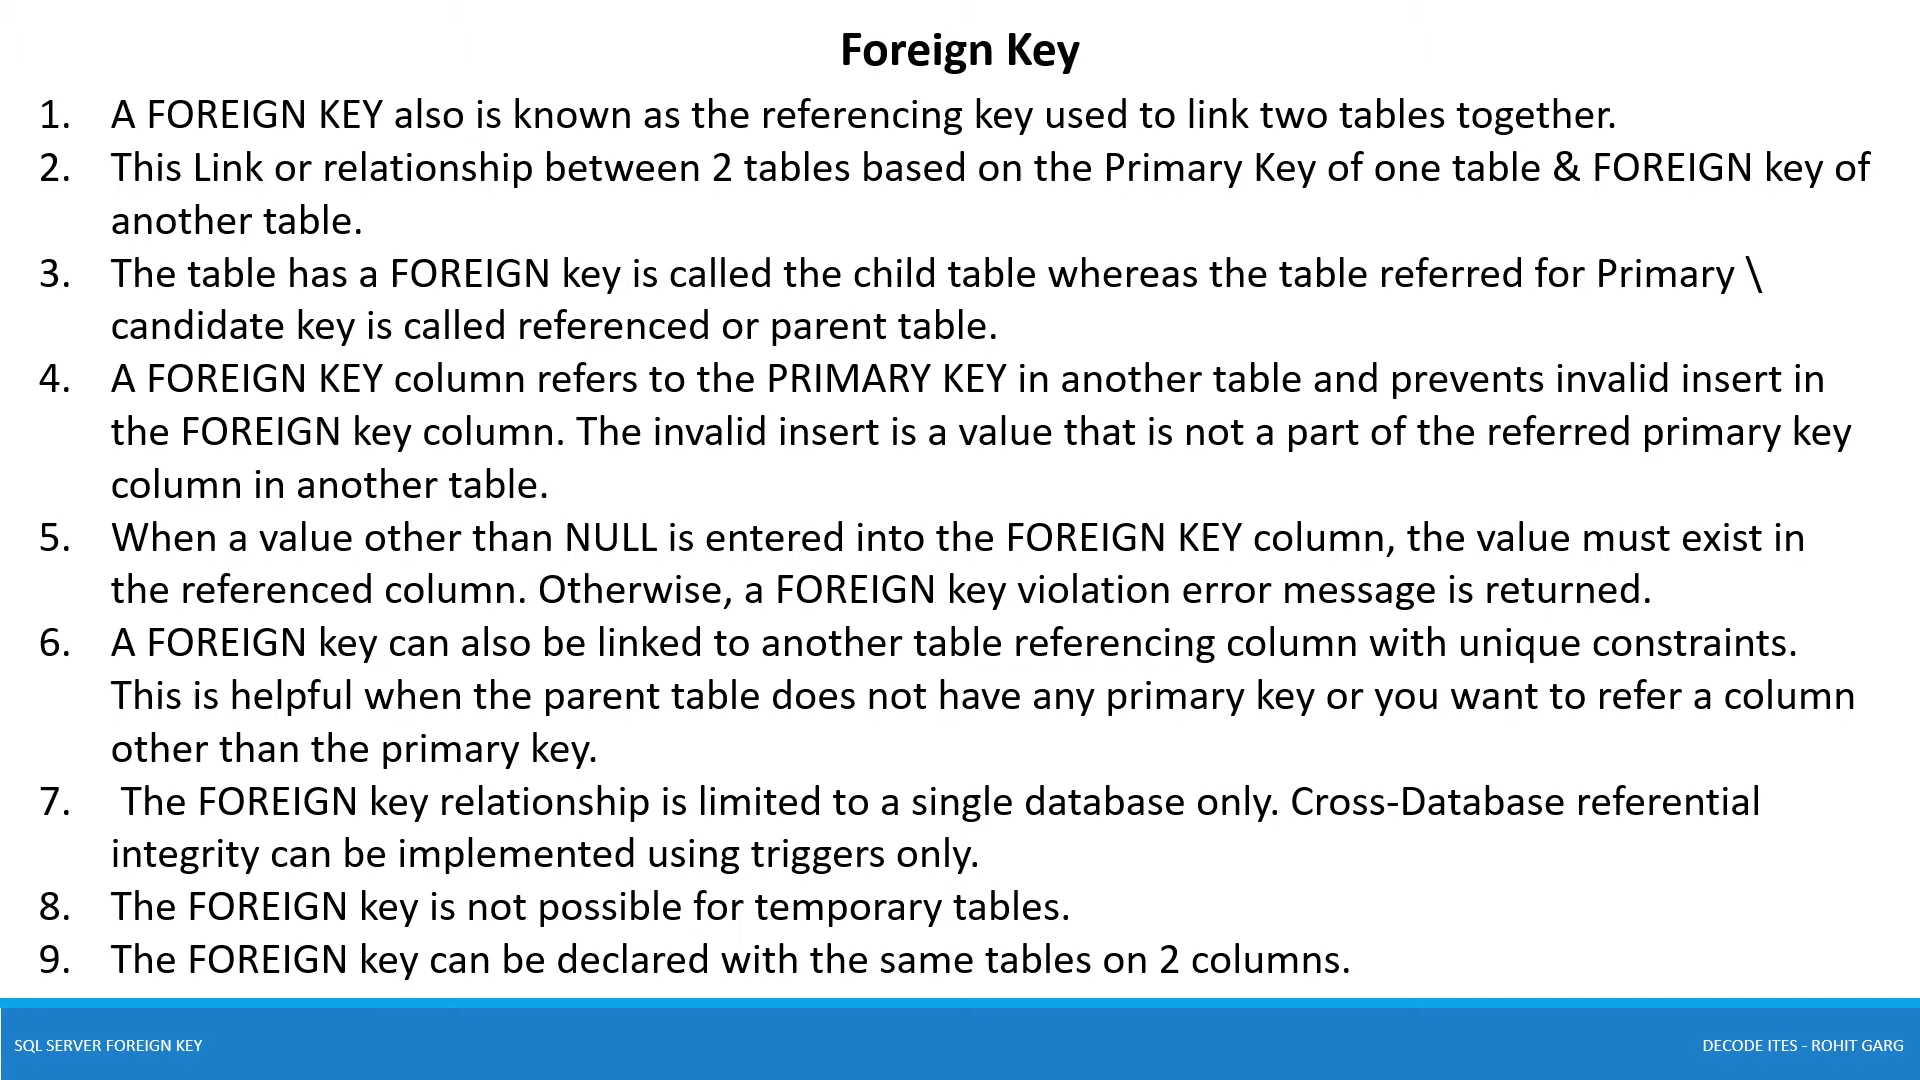 Foreign Key
1. A FOREIGN KEY also is known as the referencing key used to link two tables together.
2. This Link or relationship between 2 tables based on the Primary Key of one table & FOREIGN key of
another table.
3. The table has a FOREIGN key is called the child table whereas the table referred for Primary \
candidate key is called referenced or parent table.
4. A FOREIGN KEY column refers to the PRIMARY KEY in another table and prevents invalid insert in
the FOREIGN key column. The invalid insert is a value that is not a part of the referred primary key
column in another table.
5. When a value other than NULL is entered into the FOREIGN KEY column, the value must exist in
the referenced column. Otherwise, a FOREIGN key violation error message is returned.
6. A FOREIGN key can also be linked to another table referencing column with unique constraints.
This is helpful when the parent table does not have any primary key or you want to refer a column
other than the primary key.
7. The FOREIGN key relationship is limited to a single database only. Cross-Database referential
integrity can be implemented using triggers only.
8. The FOREIGN key is not possible for temporary tables.
9. The FOREIGN key can be declared with the same tables on 2 columns.
SQL SERVER FOREIGN KEY
DECODE ITES - ROHIT GARG